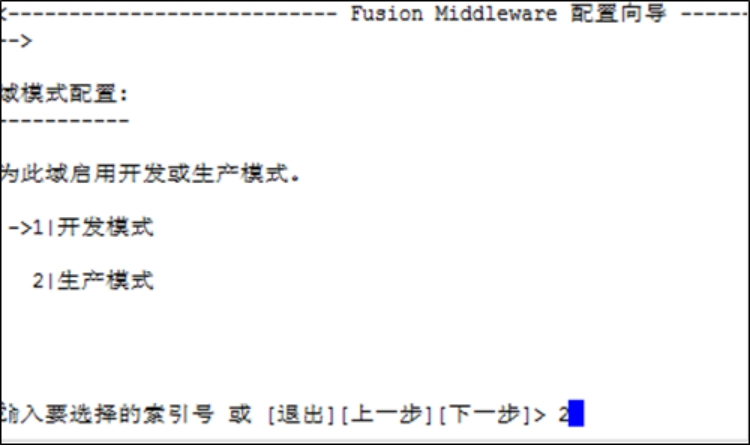 <--------------------------- Fusion Middleware 配置向导 ------
-->
域模式配置:
-----------
为此域启用开发或生产模式。
->1|开发模式
2|生产模式
输入要选择的索引号 或 [退出][上一步][下一步]> 2